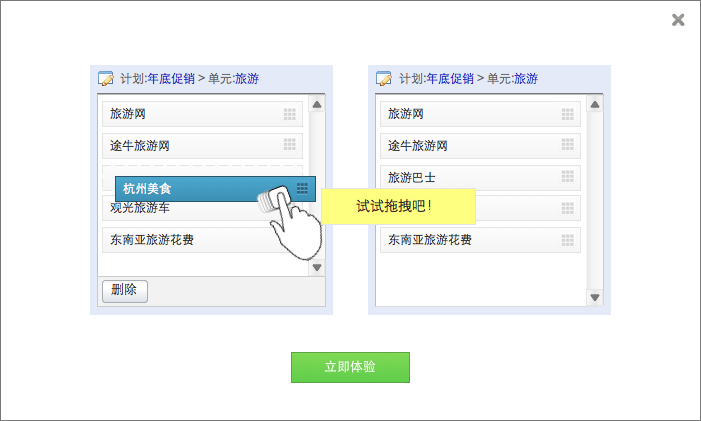 计划:年底促销 > 单元:旅游
旅游网
途牛旅游网
杭州美食
观光旅游车
东南亚旅游花费
删除
试试拖拽吧!
计划:年底促销 > 单元:旅游
旅游网
途牛旅游网
旅游巴士
东南亚旅游花费
立即体验